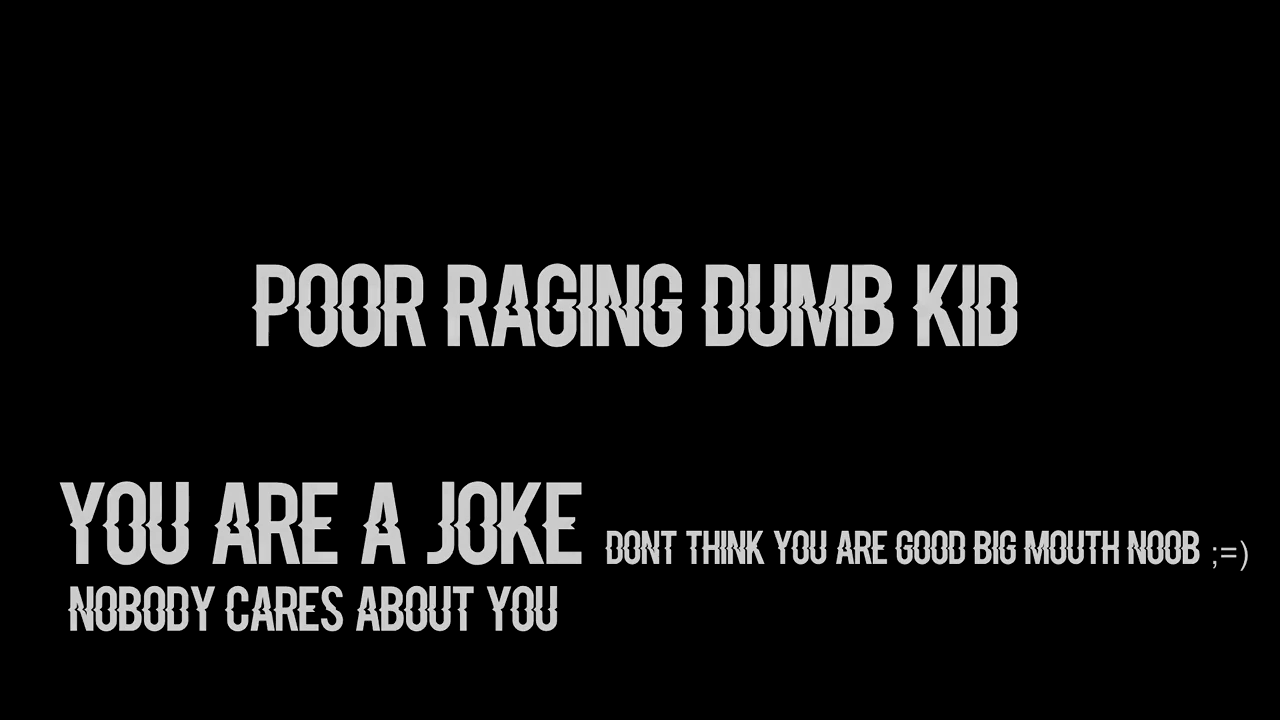 POOR RAGING DUMB KID
YOU ARE A JOKE DONT THINK YOU ARE GOOD BIG MOUTH NOOB ;=)
NOBODY CARES ABOUT YOU